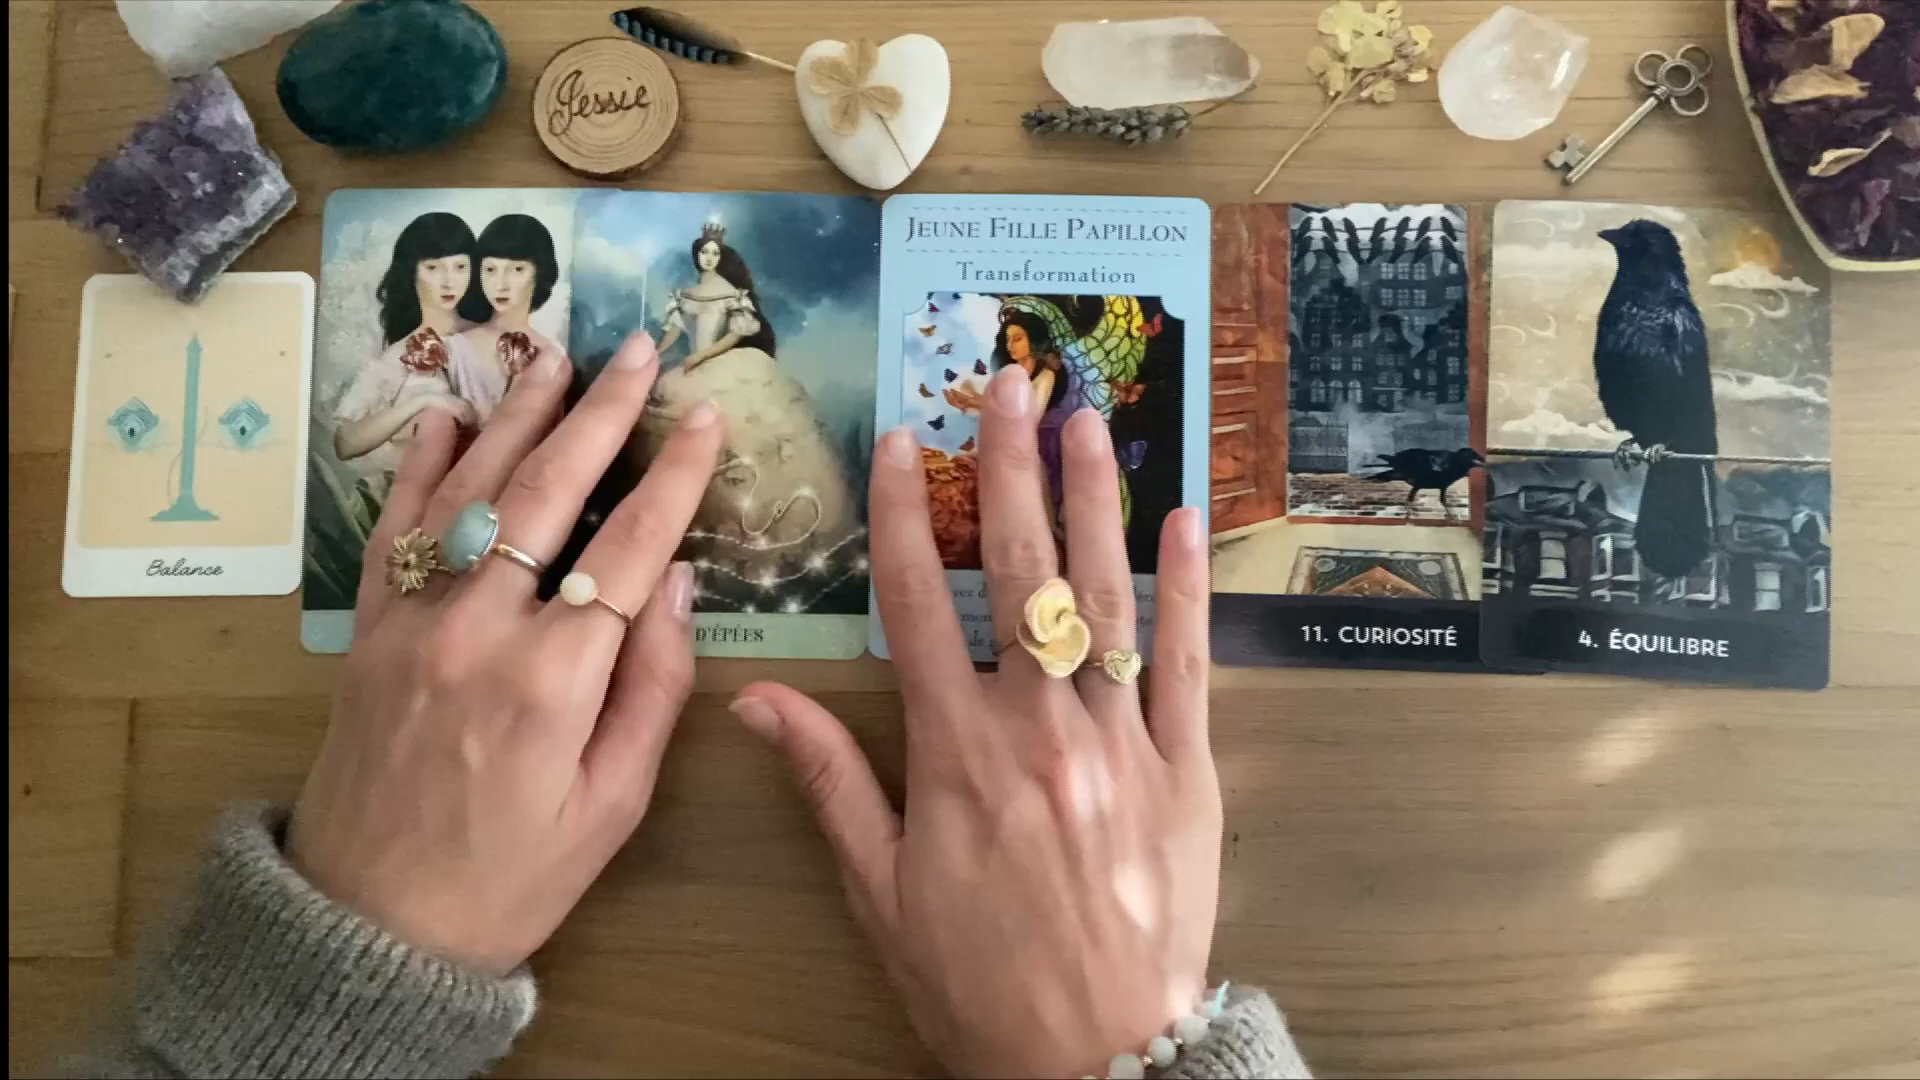 Jessie
JEUNE FILLE PAPILLON
Transformation
Balance
D'ÉPÉES
11. CURIOSITÉ
4. ÉQUILIBRE